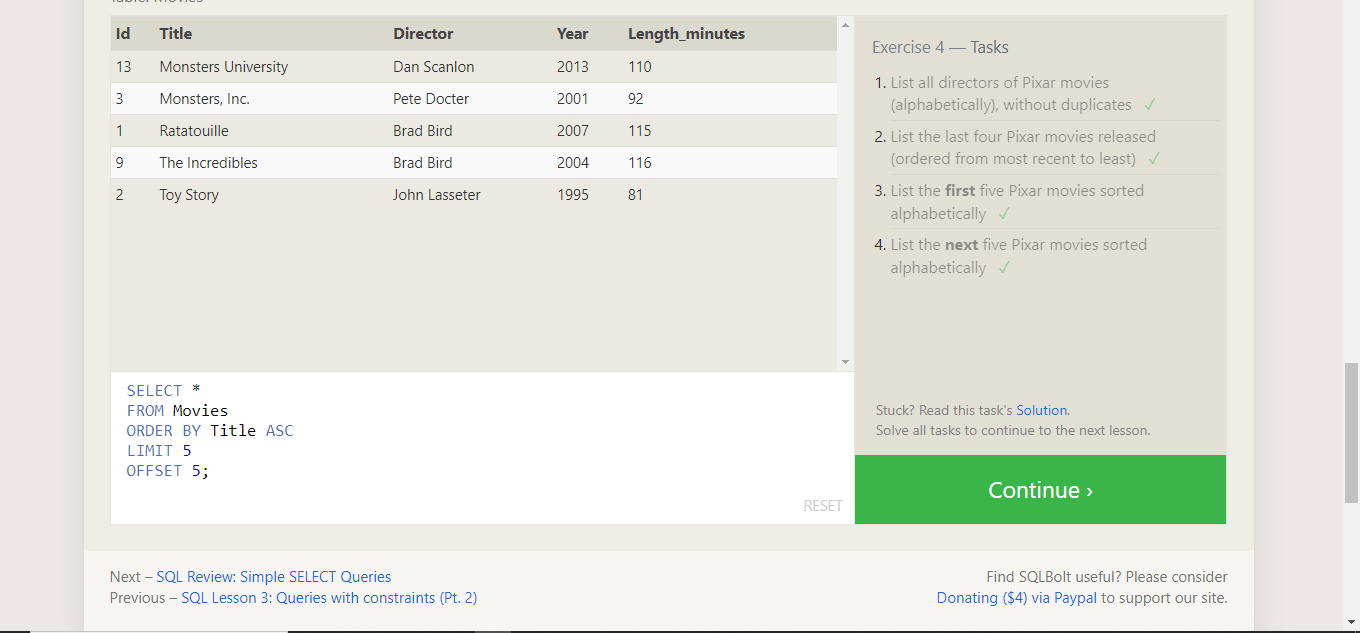 Table: Movies
Id Title Director Year Length_minutes
13 Monsters University Dan Scanlon 2013 110
3 Monsters, Inc. Pete Docter 2001 92
1 Ratatouille Brad Bird 2007 115
9 The Incredibles Brad Bird 2004 116
2 Toy Story John Lasseter 1995 81
SELECT *
FROM Movies
ORDER BY Title ASC
LIMIT 5
OFFSET 5;
RESET
Exercise 4 — Tasks
1. List all directors of Pixar movies
(alphabetically), without duplicates ✓
2. List the last four Pixar movies released
(ordered from most recent to least) ✓
3. List the first five Pixar movies sorted
alphabetically ✓
4. List the next five Pixar movies sorted
alphabetically ✓
Stuck? Read this task's Solution.
Solve all tasks to continue to the next lesson.
Continue ›
Next – SQL Review: Simple SELECT Queries
Previous – SQL Lesson 3: Queries with constraints (Pt. 2)
Find SQLBolt useful? Please consider
Donating ($4) via Paypal to support our site.